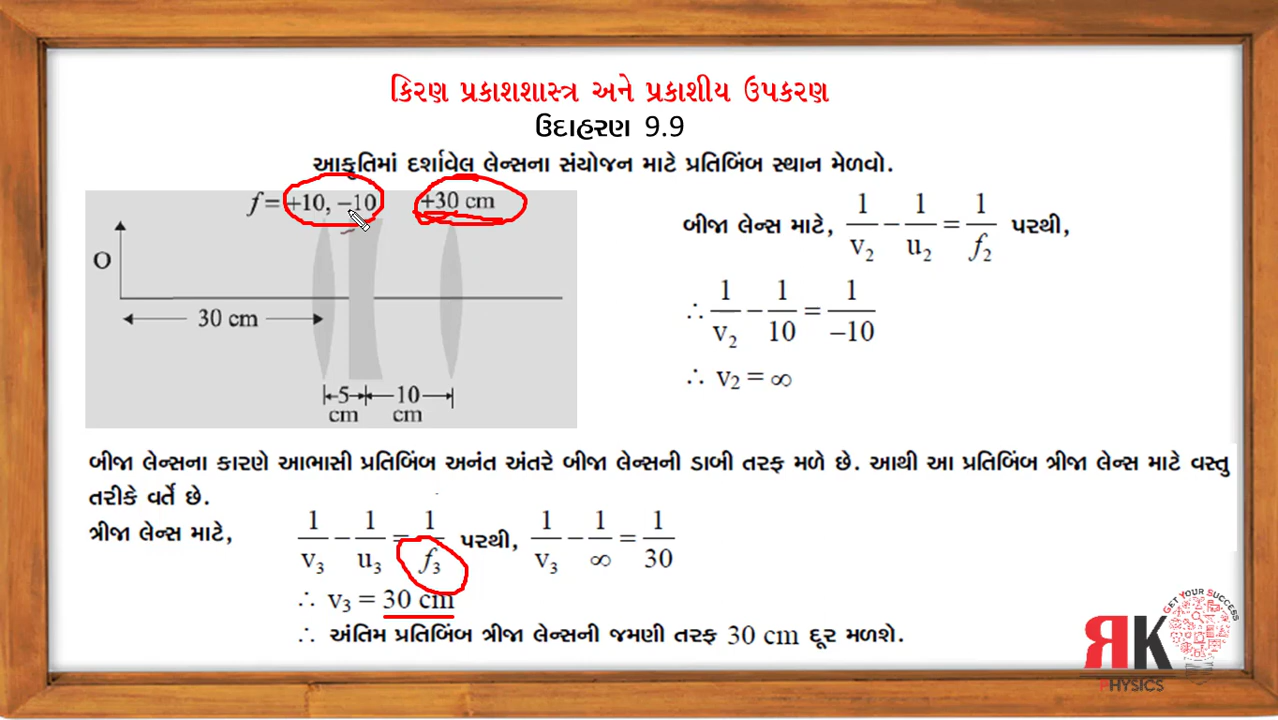 કિરણ પ્રકાશશાસ્ત્ર અને પ્રકાશીય ઉપકરણ
ઉદાહરણ 9.9
આકૃતિમાં દર્શાવેલ લેન્સના સંયોજન માટે પ્રતિબિંબ સ્થાન મેળવો.
f = +10, –10 +30 cm
O
30 cm
5 cm
10 cm
બીજા લેન્સ માટે, 1/v₂ − 1/u₂ = 1/f₂ પરથી,
∴ 1/v₂ − 1/10 = 1/–10
∴ v₂ = ∞
બીજા લેન્સના કારણે આભાસી પ્રતિબિંબ અનંત અંતરે બીજા લેન્સની ડાબી તરફ મળે છે. આથી આ પ્રતિબિંબ ત્રીજા લેન્સ માટે વસ્તુ
તરીકે વર્તે છે.
ત્રીજા લેન્સ માટે, 1/v₃ − 1/u₃ = 1/f₃ પરથી, 1/v₃ − 1/∞ = 1/30
∴ v₃ = 30 cm
∴ અંતિમ પ્રતિબિંબ ત્રીજા લેન્સની જમણી તરફ 30 cm દૂર મળશે.
GET YOUR SUCCESS
RK
PHYSICS